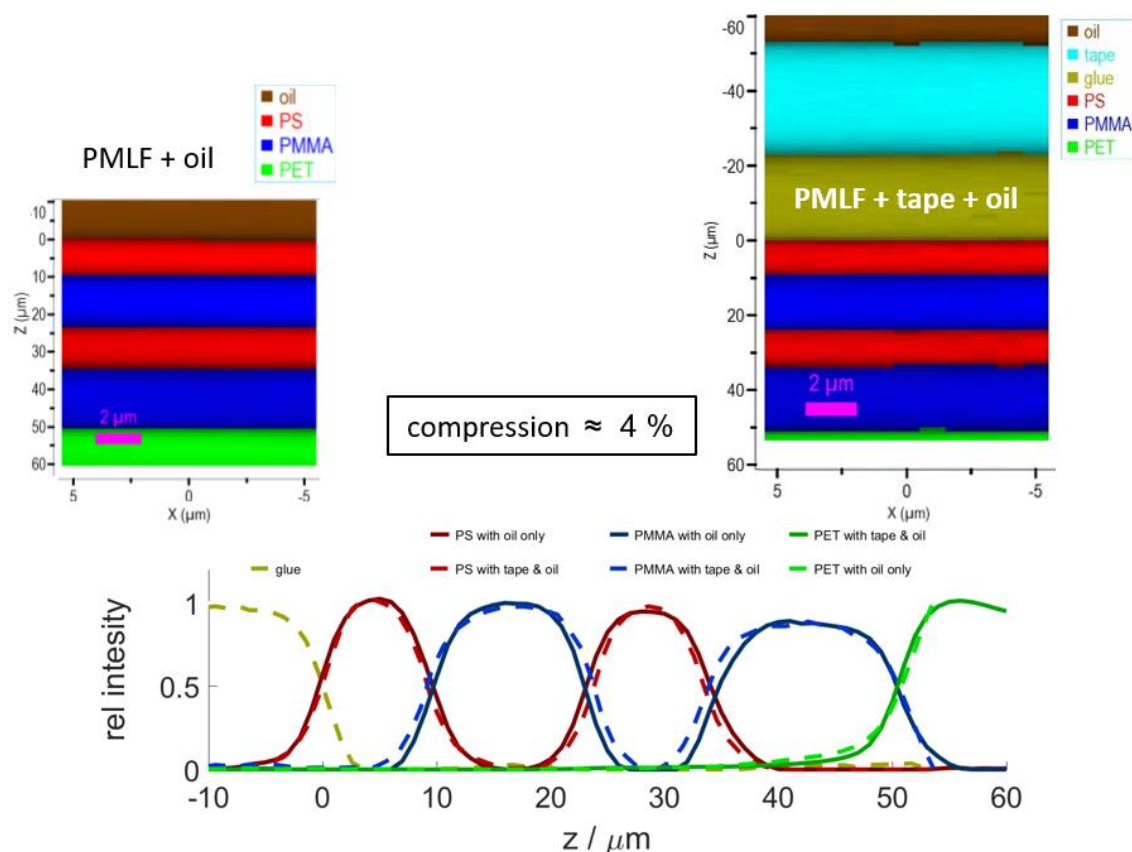 oil
PS
PMMA
PET
PMLF + oil
-10
0
10
20
30
40
50
60
Z (µm)
2 µm
5
0
-5
X (µm)
oil
tape
glue
PS
PMMA
PET
-60
-40
-20
0
20
40
60
Z (µm)
PMLF + tape + oil
2 µm
5
0
-5
X (µm)
compression ≈ 4 %
PS with oil only
PMMA with oil only
PET with tape & oil
glue
PS with tape & oil
PMMA with tape & oil
PET with oil only
rel intesity
1
0.5
0
-10
0
10
20
30
40
50
60
z / µm